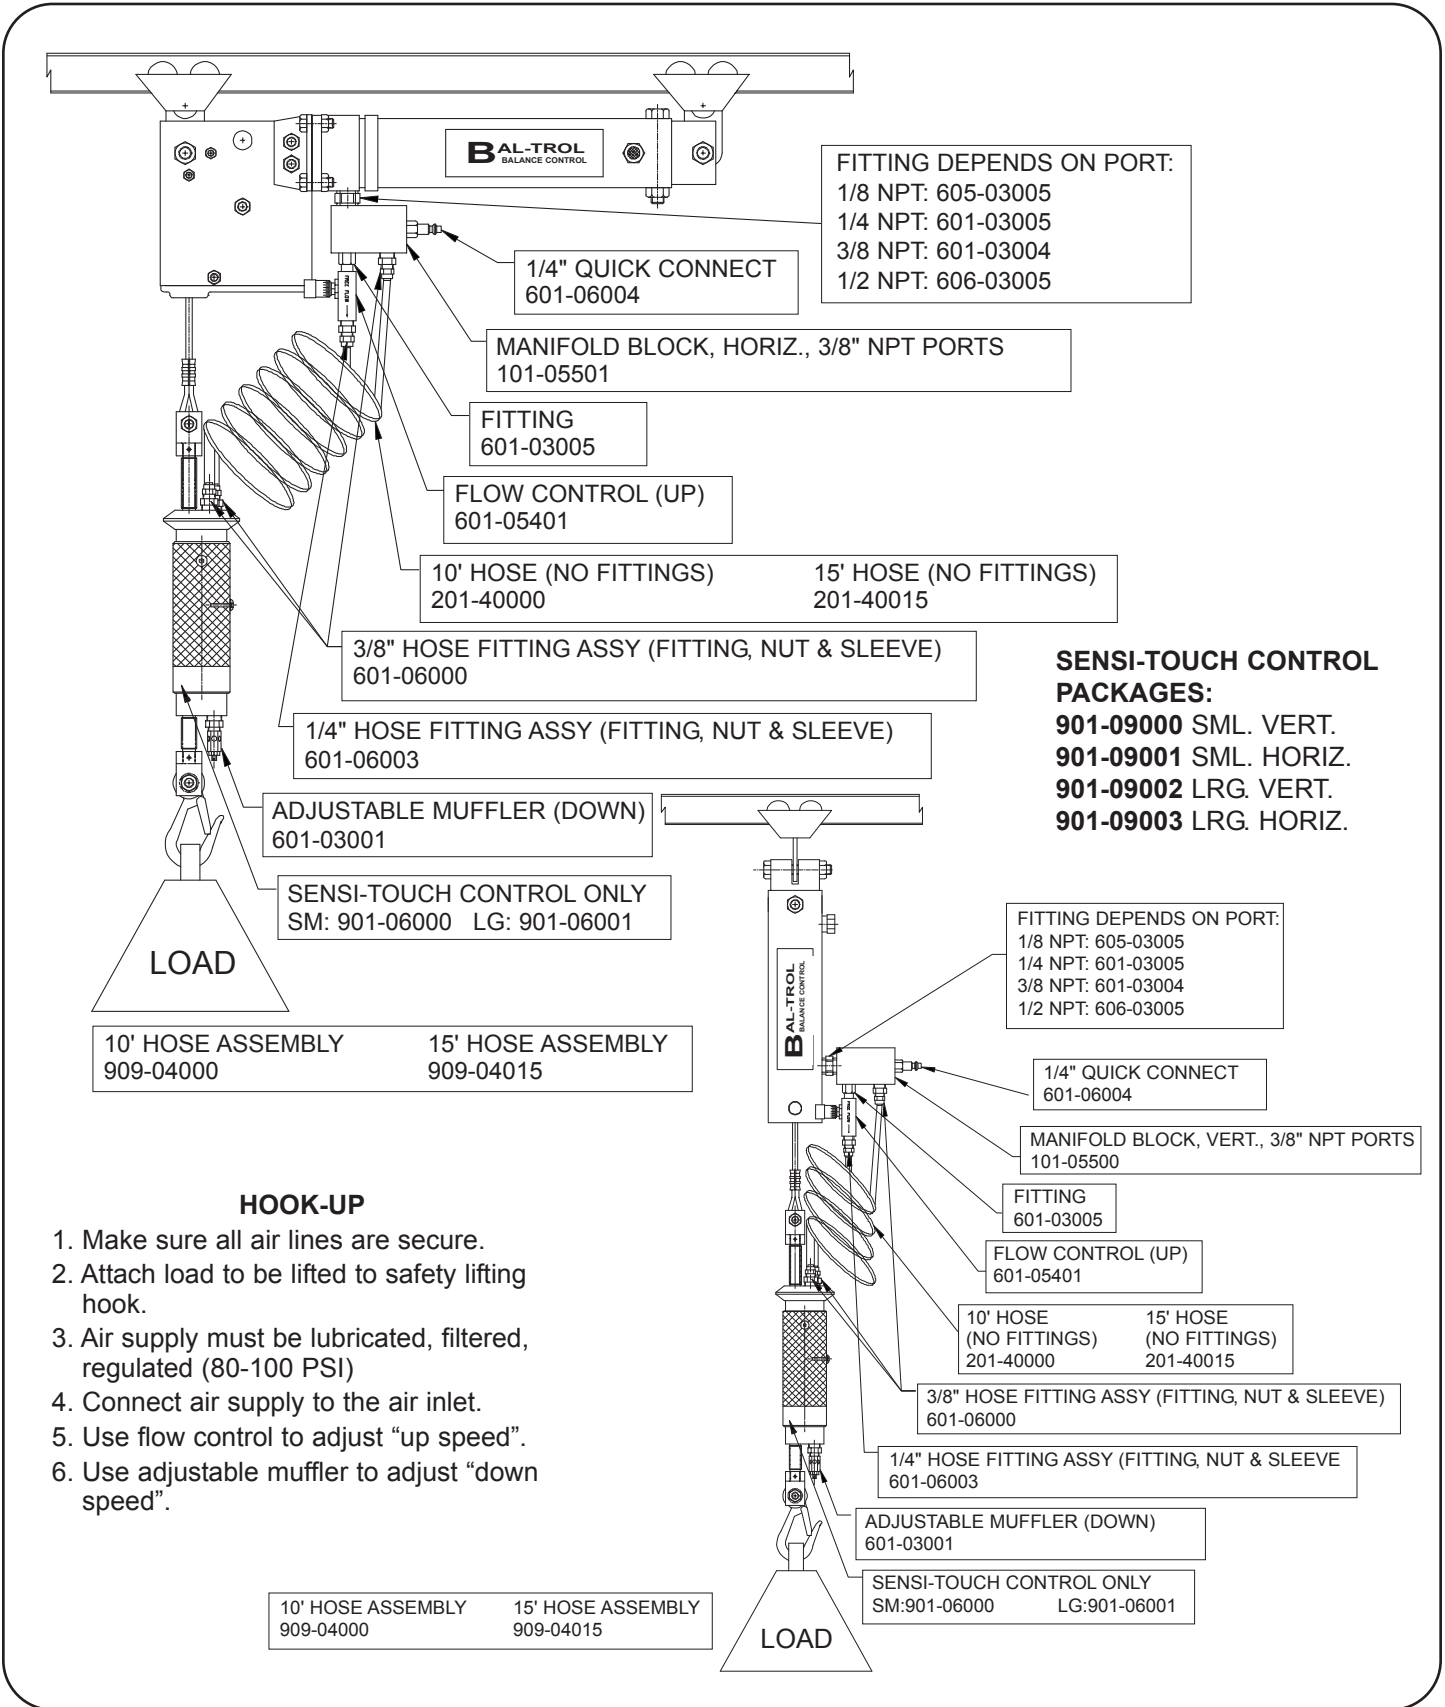 BAL-TROL
BALANCE CONTROL
FITTING DEPENDS ON PORT:
1/8 NPT: 605-03005
1/4 NPT: 601-03005
3/8 NPT: 601-03004
1/2 NPT: 606-03005
1/4" QUICK CONNECT
601-06004
FREE FLOW
MANIFOLD BLOCK, HORIZ., 3/8" NPT PORTS
101-05501
FITTING
601-03005
FLOW CONTROL (UP)
601-05401
10' HOSE (NO FITTINGS) 15' HOSE (NO FITTINGS)
201-40000 201-40015
3/8" HOSE FITTING ASSY (FITTING, NUT & SLEEVE)
601-06000
1/4" HOSE FITTING ASSY (FITTING, NUT & SLEEVE)
601-06003
ADJUSTABLE MUFFLER (DOWN)
601-03001
SENSI-TOUCH CONTROL ONLY
SM: 901-06000 LG: 901-06001
LOAD
10' HOSE ASSEMBLY 15' HOSE ASSEMBLY
909-04000 909-04015
SENSI-TOUCH CONTROL
PACKAGES:
901-09000 SML. VERT.
901-09001 SML. HORIZ.
901-09002 LRG. VERT.
901-09003 LRG. HORIZ.
HOOK-UP
1. Make sure all air lines are secure.
2. Attach load to be lifted to safety lifting
hook.
3. Air supply must be lubricated, filtered,
regulated (80-100 PSI)
4. Connect air supply to the air inlet.
5. Use flow control to adjust “up speed”.
6. Use adjustable muffler to adjust “down
speed”.
BAL-TROL
BALANCE CONTROL
FITTING DEPENDS ON PORT:
1/8 NPT: 605-03005
1/4 NPT: 601-03005
3/8 NPT: 601-03004
1/2 NPT: 606-03005
1/4" QUICK CONNECT
601-06004
FREE FLOW
MANIFOLD BLOCK, VERT., 3/8" NPT PORTS
101-05500
FITTING
601-03005
FLOW CONTROL (UP)
601-05401
10' HOSE 15' HOSE
(NO FITTINGS) (NO FITTINGS)
201-40000 201-40015
3/8" HOSE FITTING ASSY (FITTING, NUT & SLEEVE)
601-06000
1/4" HOSE FITTING ASSY (FITTING, NUT & SLEEVE
601-06003
ADJUSTABLE MUFFLER (DOWN)
601-03001
SENSI-TOUCH CONTROL ONLY
SM:901-06000 LG:901-06001
LOAD
10' HOSE ASSEMBLY 15' HOSE ASSEMBLY
909-04000 909-04015